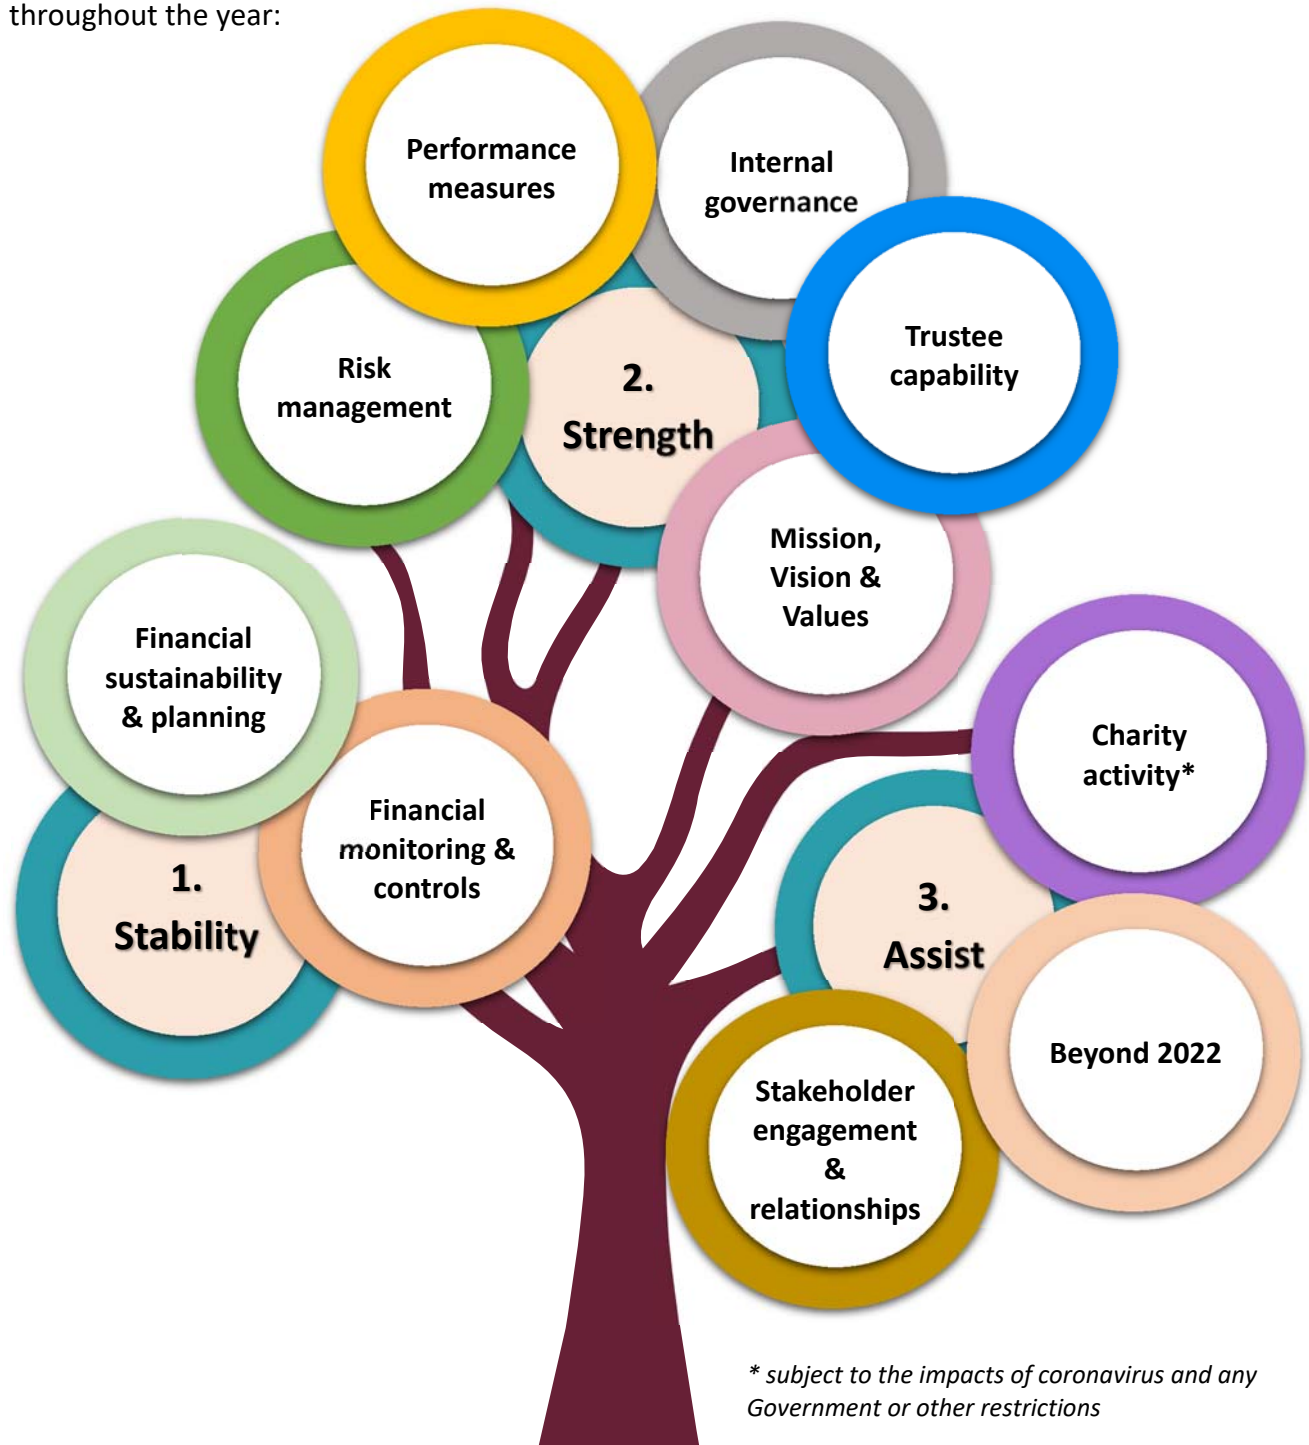 throughout the year:
Performance
measures
Internal
governance
Risk
management
2.
Strength
Trustee
capability
Mission,
Vision &
Values
Financial
sustainability
& planning
Financial
monitoring &
controls
1.
Stability
Charity
activity*
3.
Assist
Beyond 2022
Stakeholder
engagement
&
relationships
* subject to the impacts of coronavirus and any
Government or other restrictions